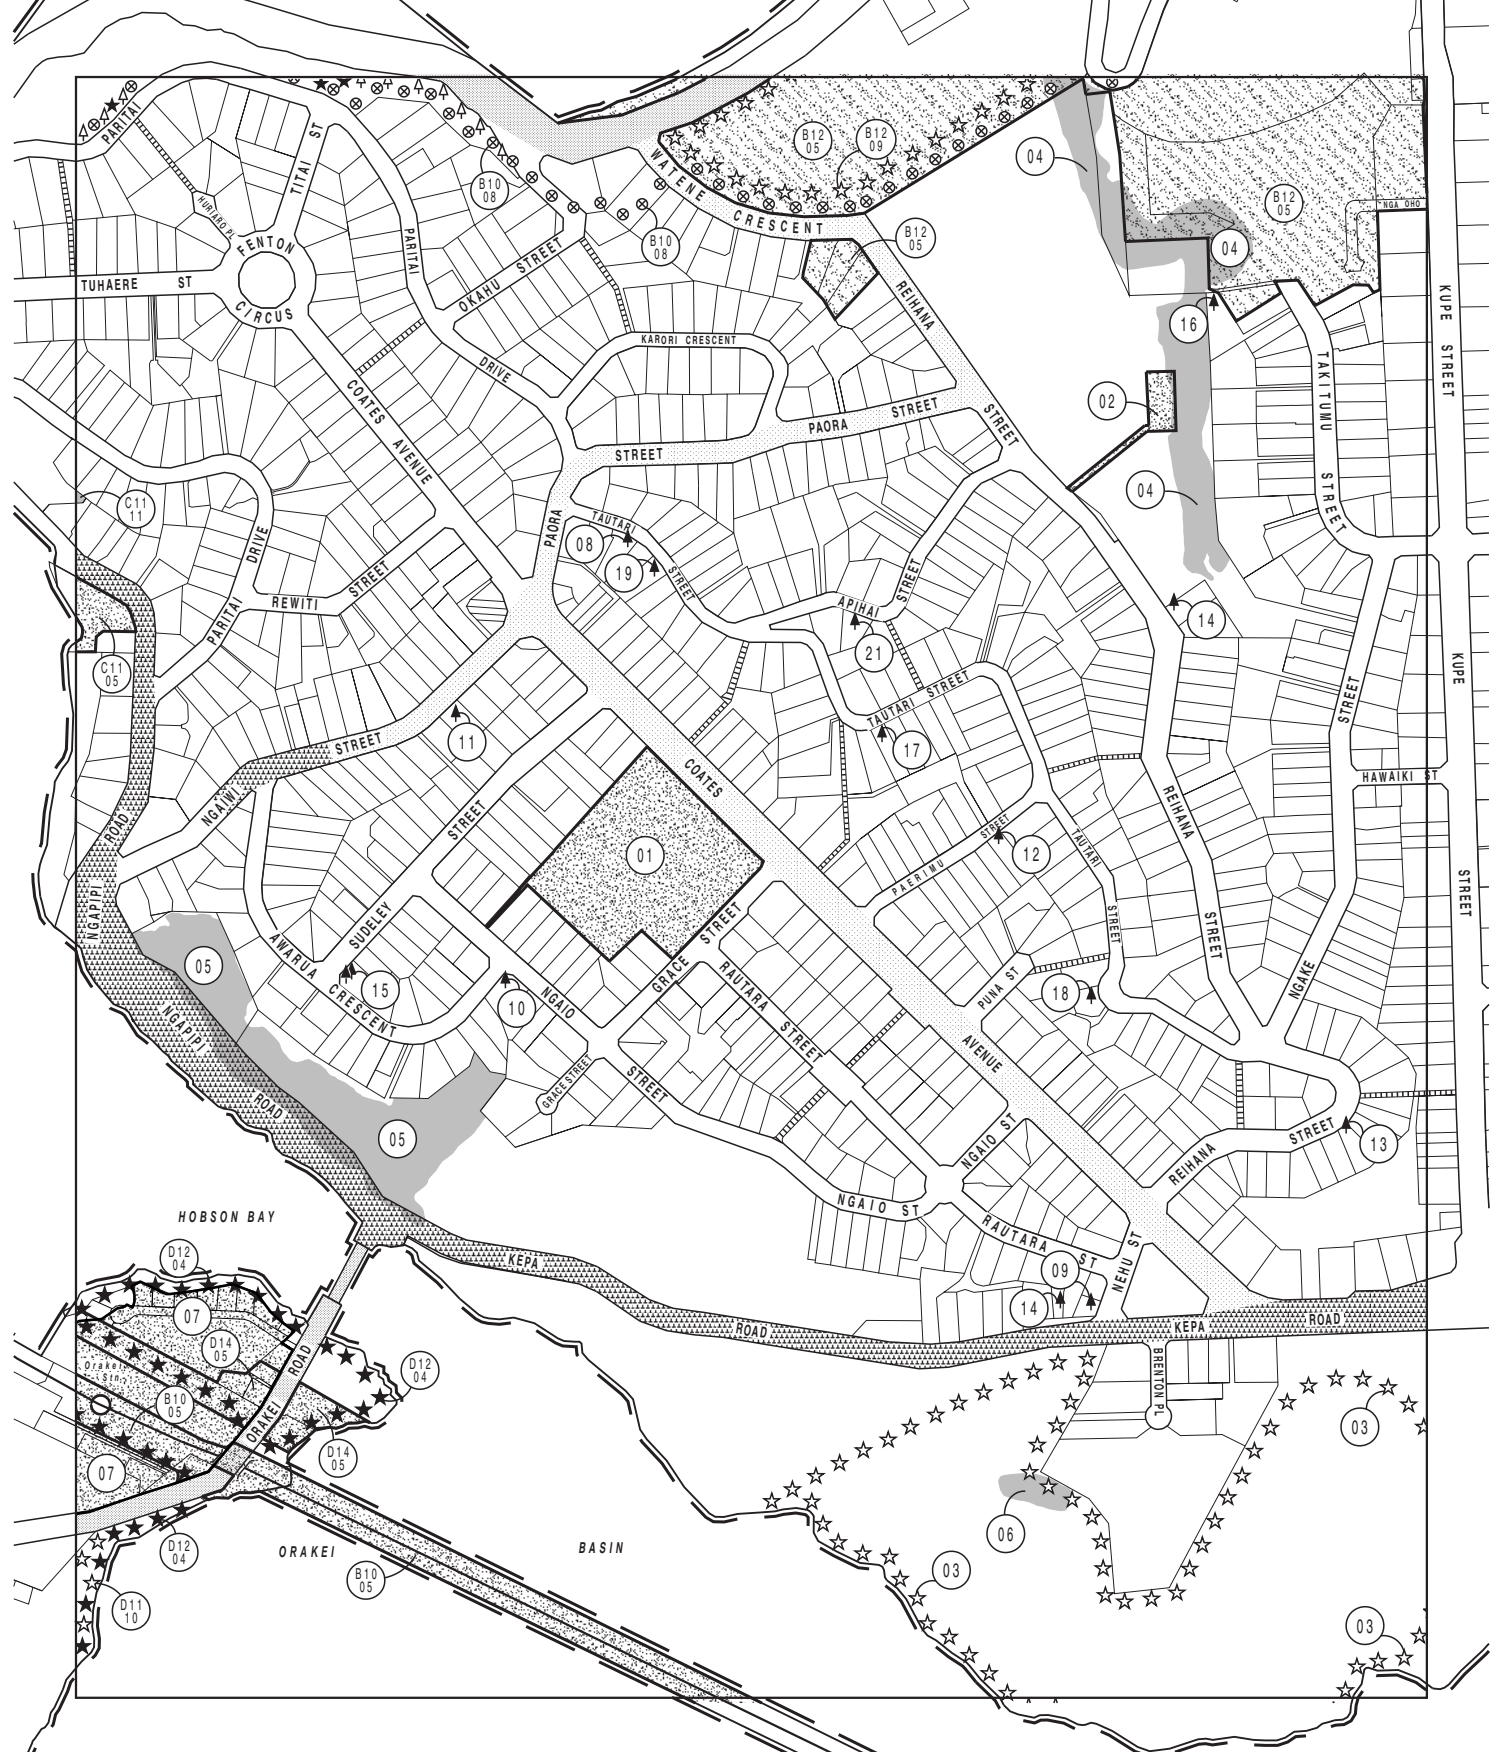 PARITAI
TITAI ST
HURIARO PL
FENTON
CIRCUS
TUHAERE ST
PARITAI
DRIVE
OKAHU STREET
B10
08
B10
08
WATENE
CRESCENT
B12
05
B12
09
B12
05
04
B12
05
04
NGA OHO
16
02
04
KARORI CRESCENT
REIHANA
STREET
PAORA STREET
STREET
PAORA
COATES AVENUE
TAKITUMU STREET
KUPE STREET
C11
11
DRIVE
PARITAI
REWITI STREET
C11
05
TAUTARI
STREET
08
19
APIHAI
STREET
21
TAUTARI STREET
17
14
KUPE
STREET
STREET
NGAKE
HAWAIKI ST
11
STREET
NGAIWI
ROAD
NGAPIPI
SUDELEY
STREET
01
COATES
AVENUE
PAERIMU
STREET
12
TAUTARI
STREET
REIHANA
STREET
AWARUA
CRESCENT
15
10
NGAIO
STREET
GRACE
STREET
GRACE STREET
RAUTARA
STREET
PUNA ST
18
05
05
NGAPIPI
ROAD
13
REIHANA
STREET
NGAIO ST
NGAIO ST
RAUTARA
ST
NEHU ST
09
14
KEPA
ROAD
KEPA
ROAD
BRENTON PL
HOBSON BAY
D12
04
07
D14
05
Orakei
Stn.
B10
05
07
ORAKEI
ROAD
D12
04
D14
05
D12
04
D11
10
ORAKEI
BASIN
B10
05
03
06
03
03